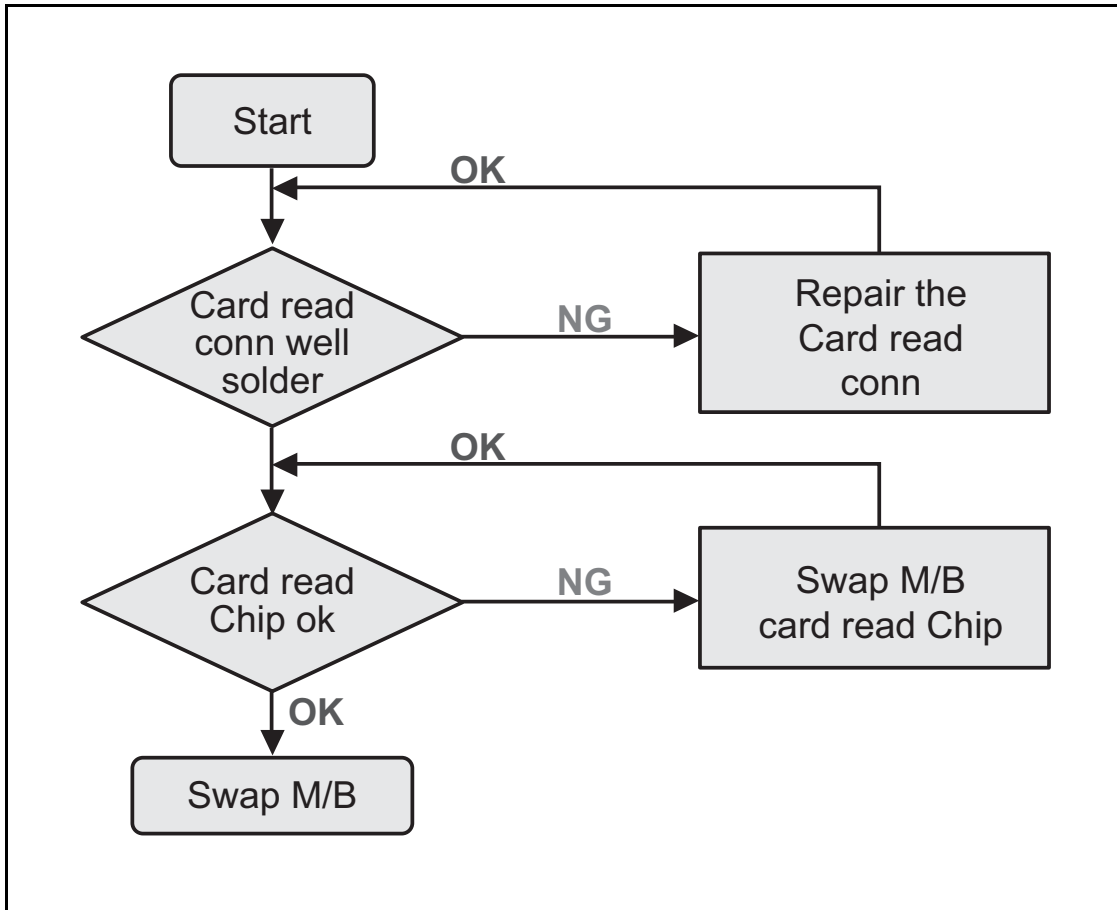 Start
OK
Card read
conn well
solder
NG
Repair the
Card read
conn
OK
Card read
Chip ok
NG
Swap M/B
card read Chip
OK
Swap M/B